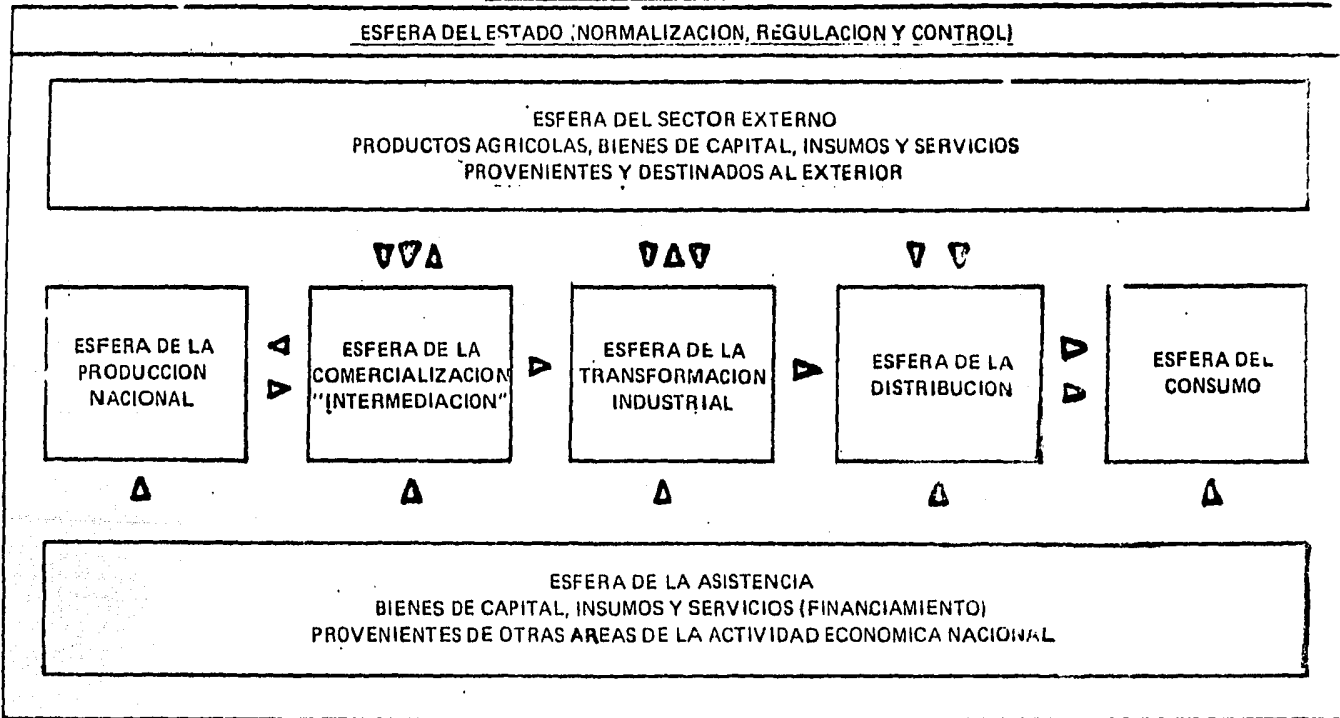 ESFERA DEL ESTADO (NORMALIZACION, REGULACION Y CONTROL)
ESFERA DEL SECTOR EXTERNO
PRODUCTOS AGRICOLAS, BIENES DE CAPITAL, INSUMOS Y SERVICIOS
PROVENIENTES Y DESTINADOS AL EXTERIOR
ESFERA DE LA
PRODUCCION
NACIONAL
ESFERA DE LA
COMERCIALIZACION
"INTERMEDIACION"
ESFERA DE LA
TRANSFORMACION
INDUSTRIAL
ESFERA DE LA
DISTRIBUCION
ESFERA DEL
CONSUMO
ESFERA DE LA ASISTENCIA
BIENES DE CAPITAL, INSUMOS Y SERVICIOS (FINANCIAMIENTO)
PROVENIENTES DE OTRAS AREAS DE LA ACTIVIDAD ECONOMICA NACIONAL